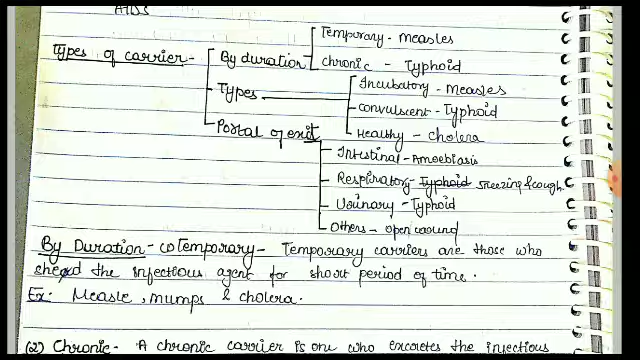 AIDS
Temporary - Measles
Types of carrier - By duration
chronic - Typhoid
Incubatory - Measles
Types
Convulscent - Typhoid
Healthy - cholera
Portal of exit
Intestinal - Amoebiasis
Respiratory - Typhoid sneezing & cough
Urinary - Typhoid
Others - open wound
By Duration - (1) Temporary - Temporary carriers are those who
shed the infectious agent for short period of time.
Ex: Measle, mumps & cholera.
(2) Chronic - A chronic carrier is one who excretes the infectious